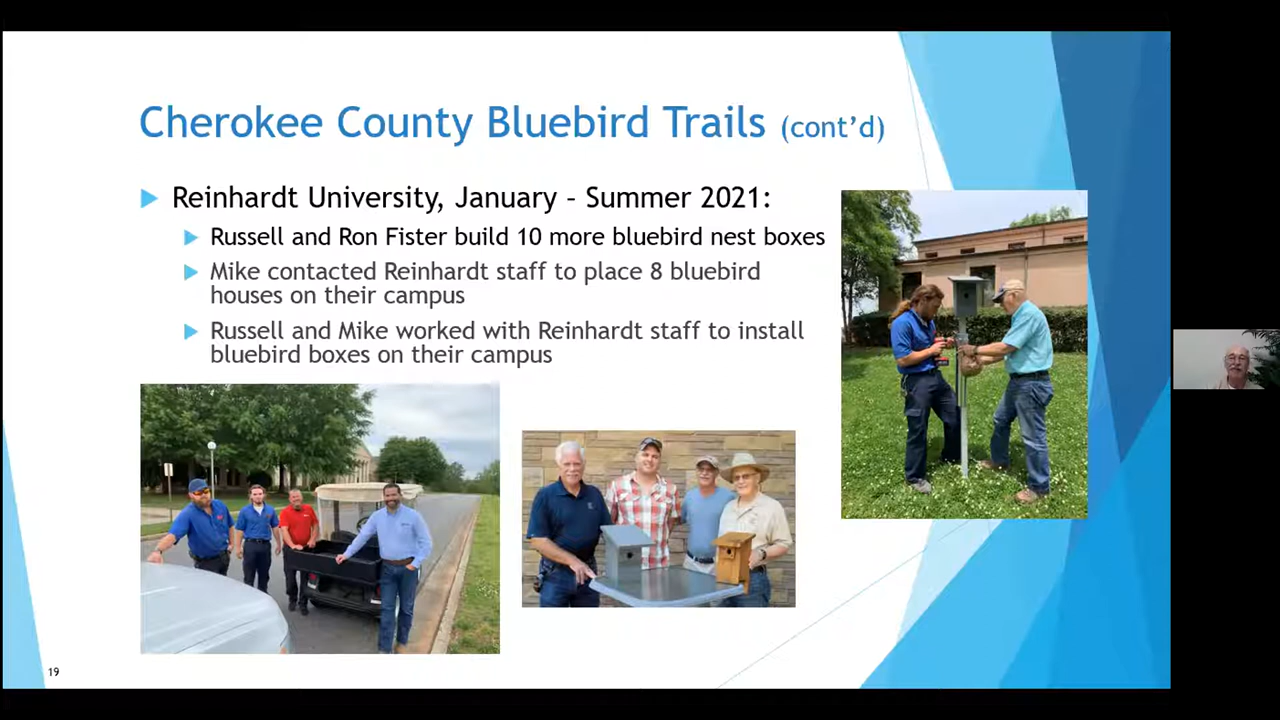 Cherokee County Bluebird Trails (cont’d)
Reinhardt University, January – Summer 2021:
Russell and Ron Fister build 10 more bluebird nest boxes
Mike contacted Reinhardt staff to place 8 bluebird
houses on their campus
Russell and Mike worked with Reinhardt staff to install
bluebird boxes on their campus
19